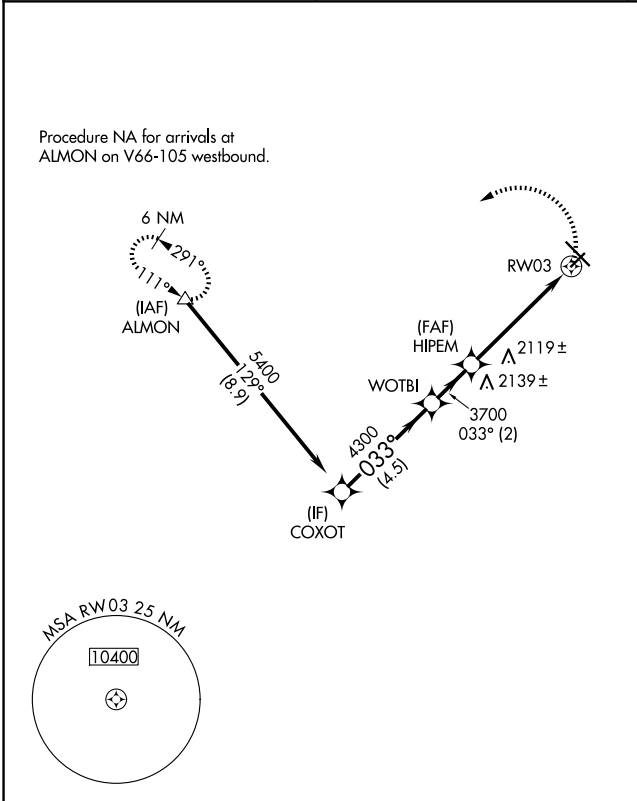 Procedure NA for arrivals at
ALMON on V66-105 westbound.
6 NM
291°
111°
(IAF)
ALMON
RW03
(FAF)
HIPEM
2119±
WOTBI
2139±
5400
129°
(8.9)
3700
033° (2)
4300
033°
(4.5)
(IF)
COXOT
MSA RW03 25 NM
10400